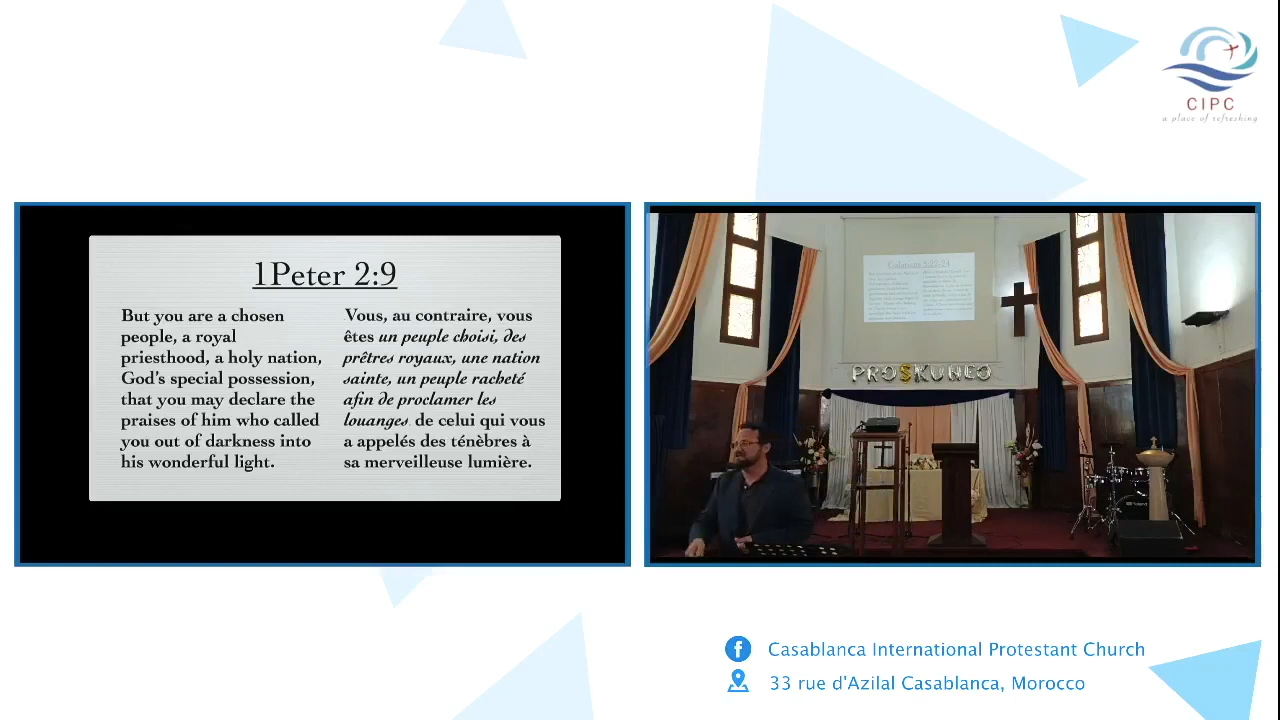 CIPC
a place of refreshing
1Peter 2:9
But you are a chosen
people, a royal
priesthood, a holy nation,
God's special possession,
that you may declare the
praises of him who called
you out of darkness into
his wonderful light.
Vous, au contraire, vous
êtes un peuple choisi, des
prêtres royaux, une nation
sainte, un peuple racheté
afin de proclamer les
louanges de celui qui vous
a appelés des ténèbres à
sa merveilleuse lumière.
PROSKUNEO
Casablanca International Protestant Church
33 rue d'Azilal Casablanca, Morocco